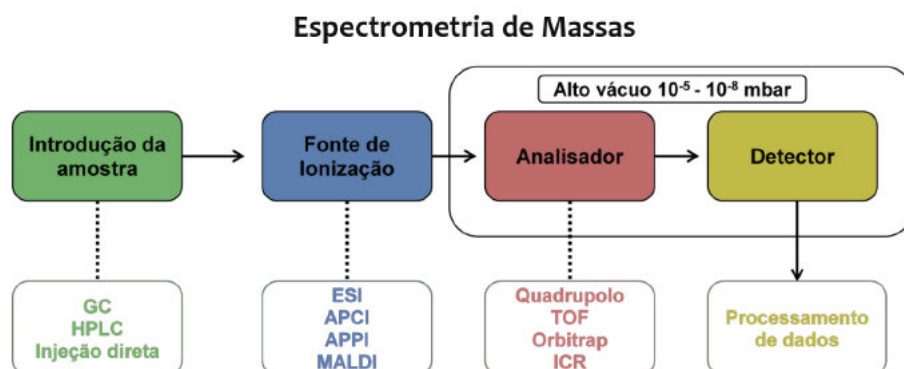 Espectrometria de Massas
Alto vácuo 10⁻⁵ - 10⁻⁸ mbar
Introdução da
amostra
Fonte de
Ionização
Analisador
Detector
GC
HPLC
Injeção direta
ESI
APCI
APPI
MALDI
Quadrupolo
TOF
Orbitrap
ICR
Processamento
de dados